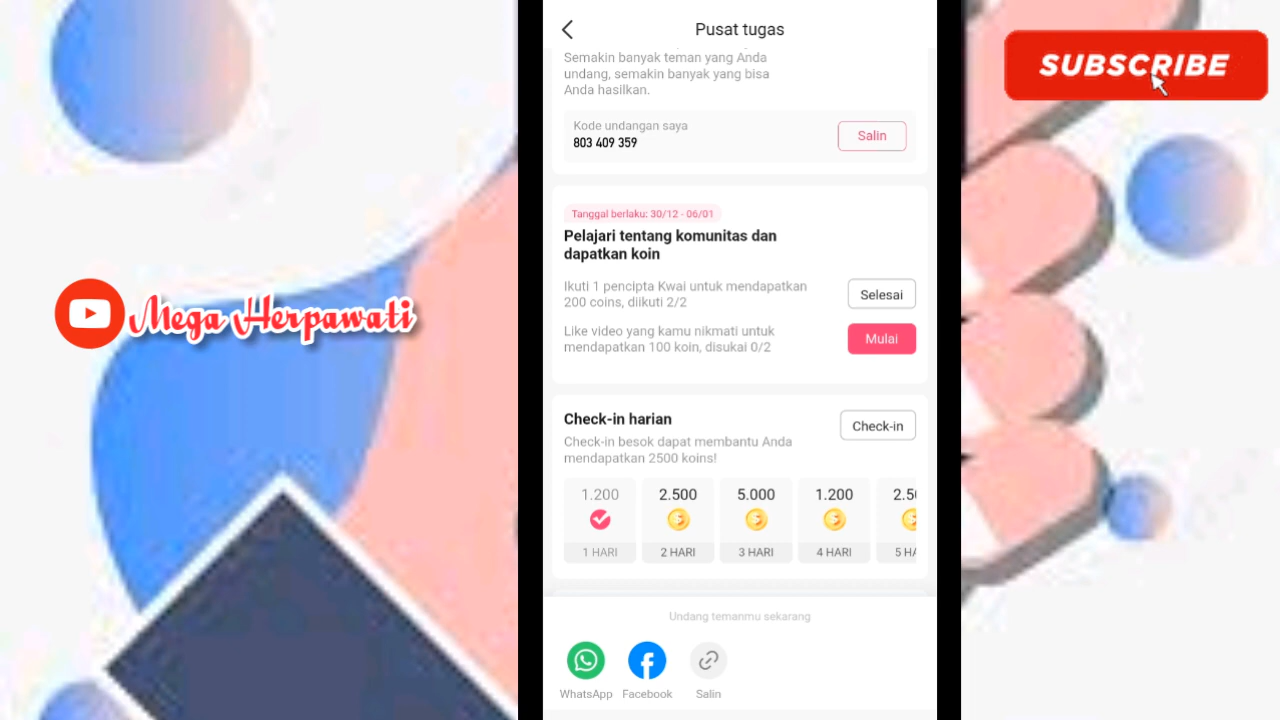 Pusat tugas
SUBSCRIBE
Semakin banyak teman yang Anda
undang, semakin banyak yang bisa
Anda hasilkan.
Kode undangan saya
803 409 359
Salin
Tanggal berlaku: 30/12 - 06/01
Pelajari tentang komunitas dan
dapatkan koin
Ikuti 1 pencipta Kwai untuk mendapatkan
200 coins, diikuti 2/2
Selesai
Like video yang kamu nikmati untuk
mendapatkan 100 koin, disukai 0/2
Mulai
Mega Herpawati
Check-in harian
Check-in
Check-in besok dapat membantu Anda
mendapatkan 2500 koins!
1.200 2.500 5.000 1.200 2.50
1 HARI 2 HARI 3 HARI 4 HARI 5 HA
Undang temanmu sekarang
WhatsApp Facebook Salin